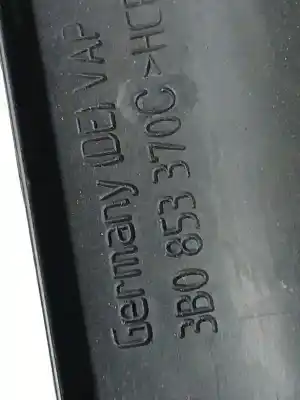 Germany (DE) VAP
3B0 853 370C >HC